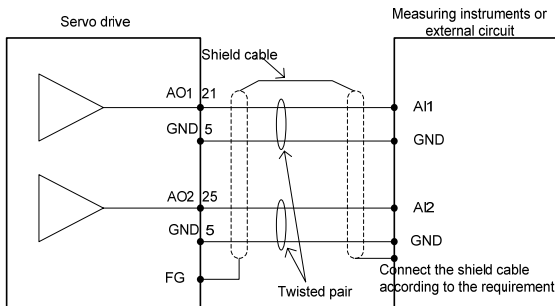 Servo drive
Measuring instruments or
external circuit
Shield cable
AO1 21
AI1
GND 5
GND
AO2 25
AI2
GND 5
GND
FG
Twisted pair
Connect the shield cable
according to the requirement